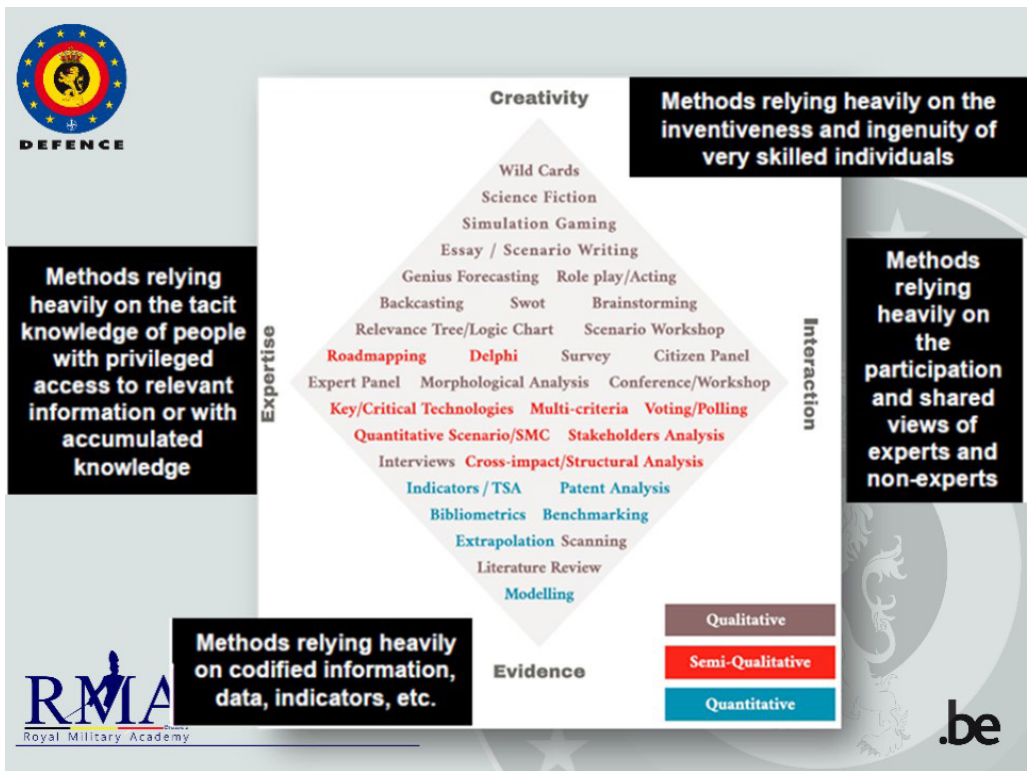 DEFENCE
Creativity
Methods relying heavily on the
inventiveness and ingenuity of
very skilled individuals
Wild Cards
Science Fiction
Simulation Gaming
Essay / Scenario Writing
Genius Forecasting Role play/Acting
Backcasting Swot Brainstorming
Relevance Tree/Logic Chart Scenario Workshop
Roadmapping Delphi Survey Citizen Panel
Expert Panel Morphological Analysis Conference/Workshop
Key/Critical Technologies Multi-criteria Voting/Polling
Quantitative Scenario/SMC Stakeholders Analysis
Interviews Cross-impact/Structural Analysis
Indicators / TSA Patent Analysis
Bibliometrics Benchmarking
Extrapolation Scanning
Literature Review
Modelling
Methods relying
heavily on the tacit
knowledge of people
with privileged
access to relevant
information or with
accumulated
knowledge
Expertise
Interaction
Methods
relying
heavily on
the
participation
and shared
views of
experts and
non-experts
Methods relying heavily
on codified information,
data, indicators, etc.
Evidence
Qualitative
Semi-Qualitative
Quantitative
RMA
Royal Military Academy
.be